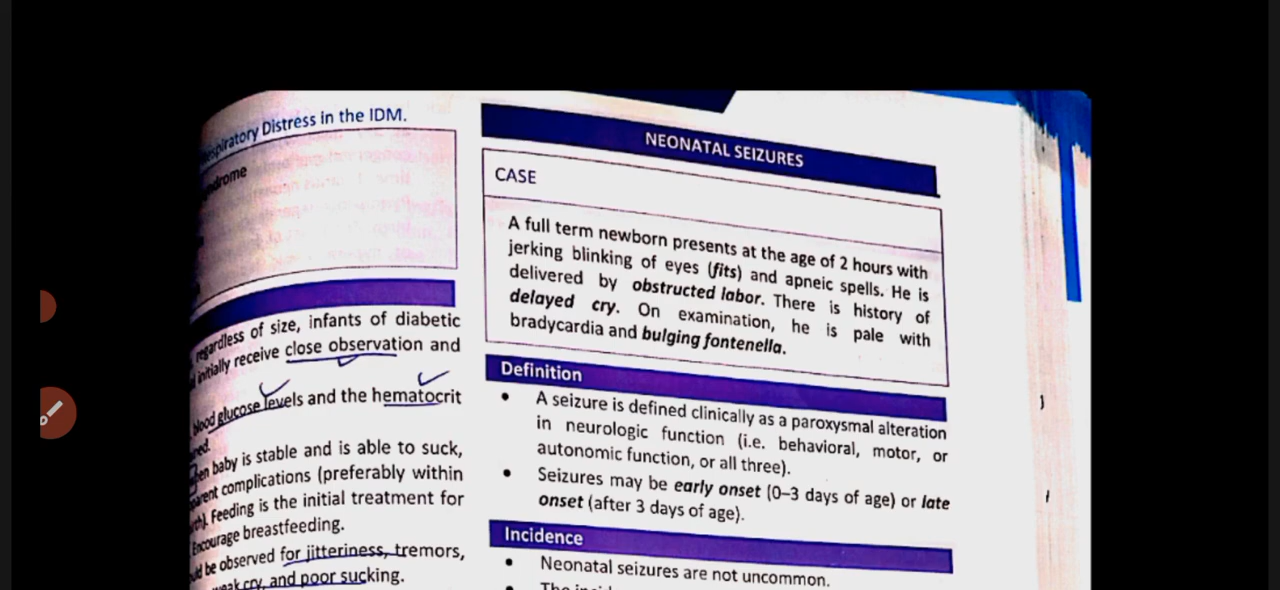 Respiratory Distress in the IDM.
regardless of size, infants of diabetic
initially receive close observation and
blood glucose levels and the hematocrit
baby is stable and is able to suck,
complications (preferably within
Feeding is the initial treatment for
Encourage breastfeeding.
be observed for jitteriness, tremors,
weak cry, and poor sucking.
NEONATAL SEIZURES
CASE
A full term newborn presents at the age of 2 hours with
jerking blinking of eyes (fits) and apneic spells. He is
delivered by obstructed labor. There is history of
delayed cry. On examination, he is pale with
bradycardia and bulging fontenella.
Definition
• A seizure is defined clinically as a paroxysmal alteration
in neurologic function (i.e. behavioral, motor, or
autonomic function, or all three).
• Seizures may be early onset (0–3 days of age) or late
onset (after 3 days of age).
Incidence
• Neonatal seizures are not uncommon.